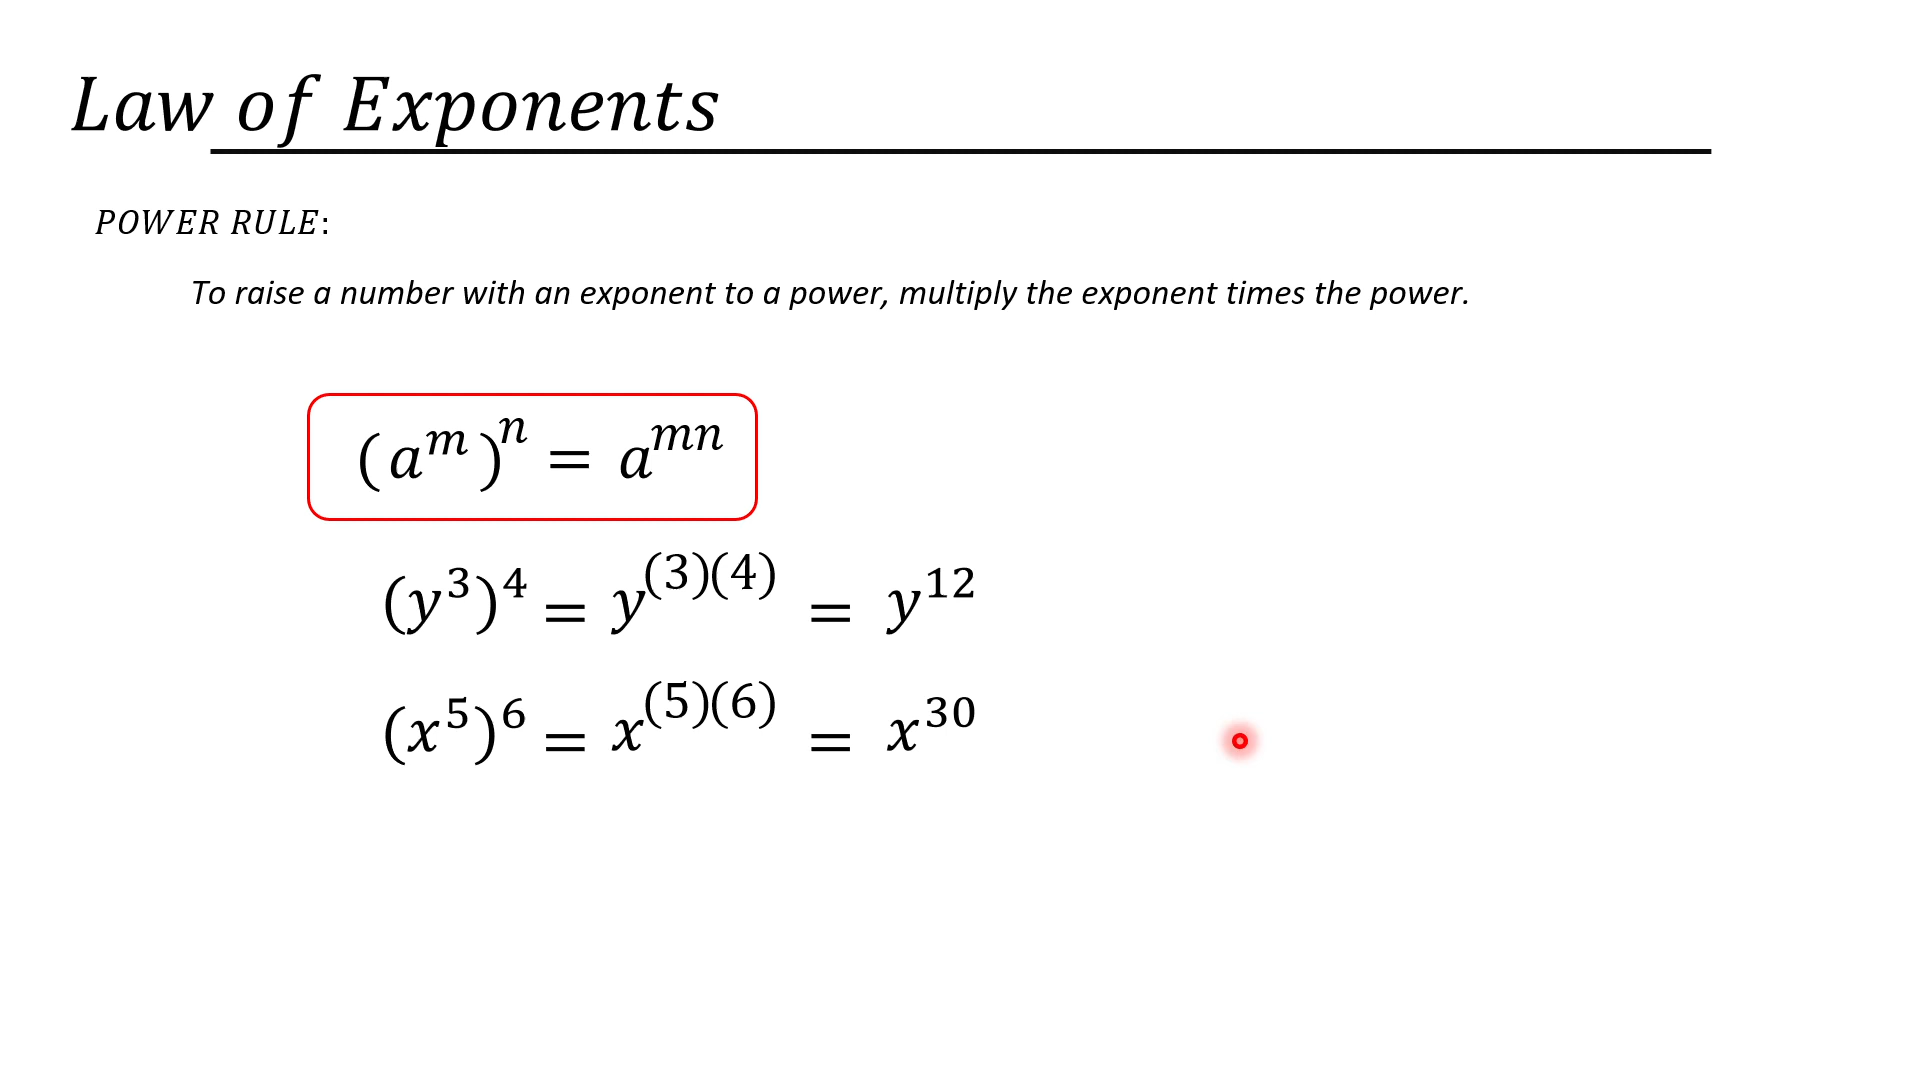 Law of Exponents
POWER RULE:
To raise a number with an exponent to a power, multiply the exponent times the power.
(a^m)^n = a^{mn}
(y^3)^4 = y^{(3)(4)} = y^{12}
(x^5)^6 = x^{(5)(6)} = x^{30}